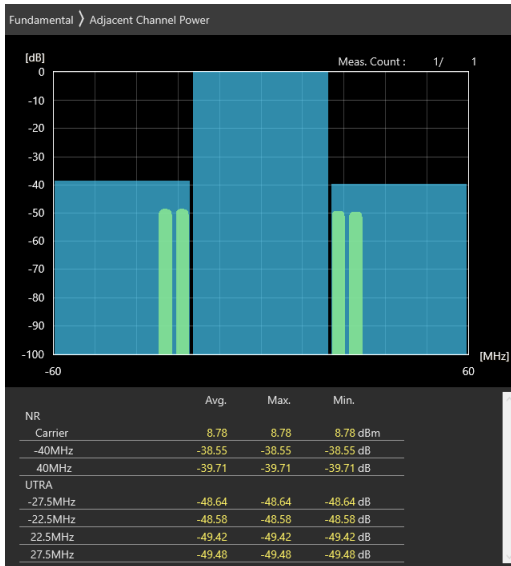 Fundamental 〉 Adjacent Channel Power
[dB] Meas. Count : 1/ 1
0
-10
-20
-30
-40
-50
-60
-70
-80
-90
-100
[MHz]
-60 60
Avg. Max. Min.
NR
Carrier 8.78 8.78 8.78 dBm
-40MHz -38.55 -38.55 -38.55 dB
40MHz -39.71 -39.71 -39.71 dB
UTRA
-27.5MHz -48.64 -48.64 -48.64 dB
-22.5MHz -48.58 -48.58 -48.58 dB
22.5MHz -49.42 -49.42 -49.42 dB
27.5MHz -49.48 -49.48 -49.48 dB